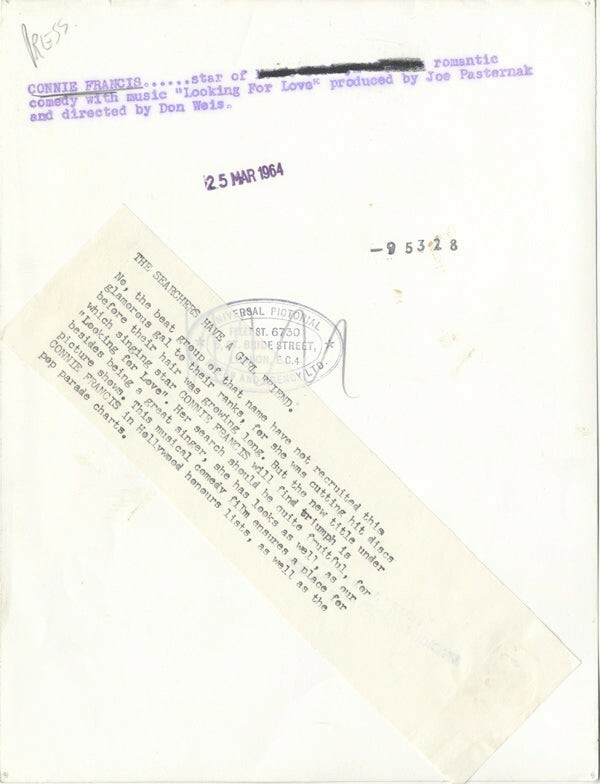 PRESS.
CONNIE FRANCIS......star of romantic
comedy with music "Looking For Love" produced by Joe Pasternak
and directed by Don Weis.
25 MAR 1964
-95328
UNIVERSAL PICTORIAL
FLEET ST. 6730
BRIDE STREET,
LONDON, E.C.4
AND AGENCY LTD.
THE SEARCHERS HAVE A GIRL FRIEND.
No, the beat group of that name have not recruited this
glamorous gal to their ranks, for she was cutting hit discs
before their hair was growing long. But the new title under
which singing star CONNIE FRANCIS will find triumph is
"Looking for Love". Her search should be quite fruitful, for
besides being a great singer, she has looks as well, as our
picture shows. This musical comedy film ensures a place for
CONNIE FRANCIS in Hollywood honours lists, as well as the
pop parade charts.